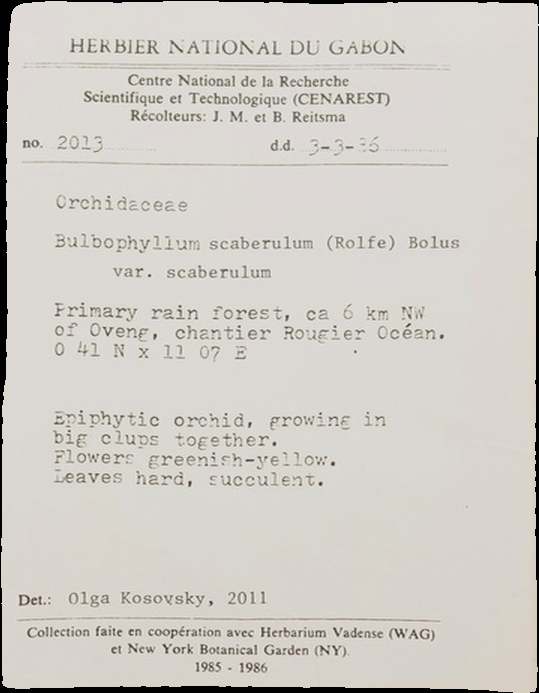 HERBIER NATIONAL DU GABON
Centre National de la Recherche
Scientifique et Technologique (CENAREST)
Récolteurs: J. M. et B. Reitsma
no. 2013 d.d. 3-3-86
Orchidaceae
Bulbophyllum scaberulum (Rolfe) Bolus
var. scaberulum
Primary rain forest, ca 6 km NW
of Oveng, chantier Rougier Océan.
0 41 N x 11 07 E
Epiphytic orchid, growing in
big clups together.
Flowers greenish-yellow.
Leaves hard, succulent.
Det.: Olga Kosovsky, 2011
Collection faite en coopération avec Herbarium Vadense (WAG)
et New York Botanical Garden (NY).
1985 - 1986